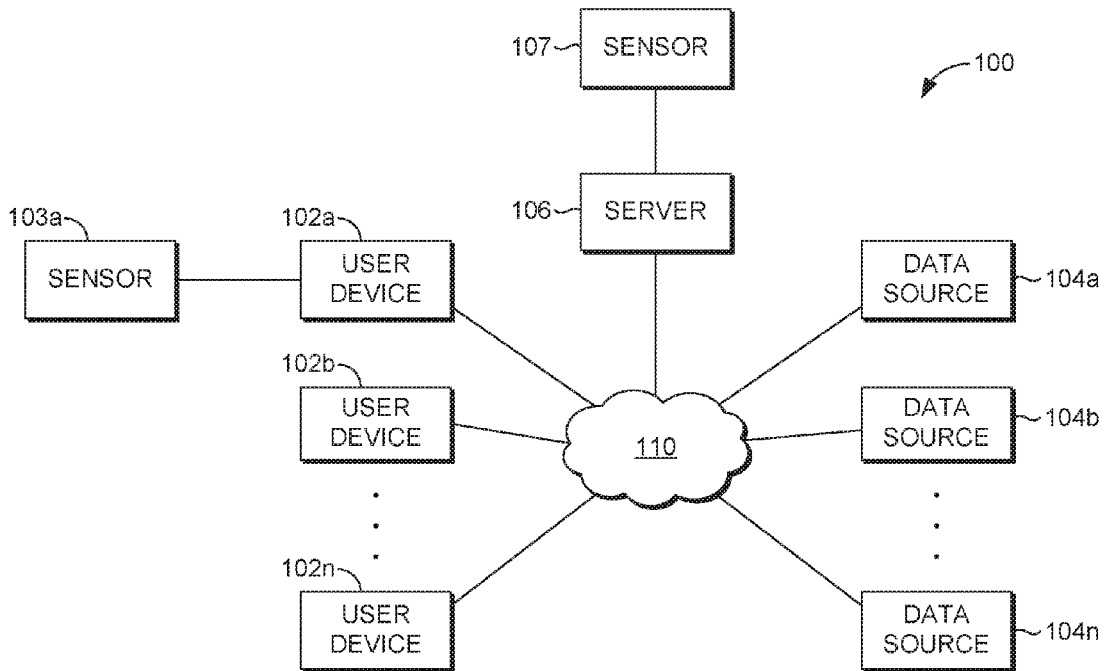 107
SENSOR
100
106
SERVER
103a
SENSOR
102a
USER
DEVICE
DATA
SOURCE
104a
102b
USER
DEVICE
110
DATA
SOURCE
104b
102n
USER
DEVICE
DATA
SOURCE
104n